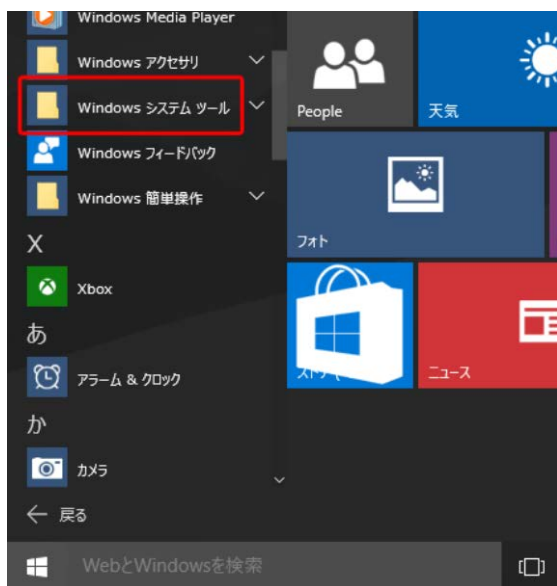 Windows Media Player
Windows アクセサリ
Windows システム ツール
Windows フィードバック
Windows 簡単操作
X
Xbox
あ
アラーム & クロック
か
カメラ
戻る
WebとWindowsを検索
People
天気
フォト
ニュース